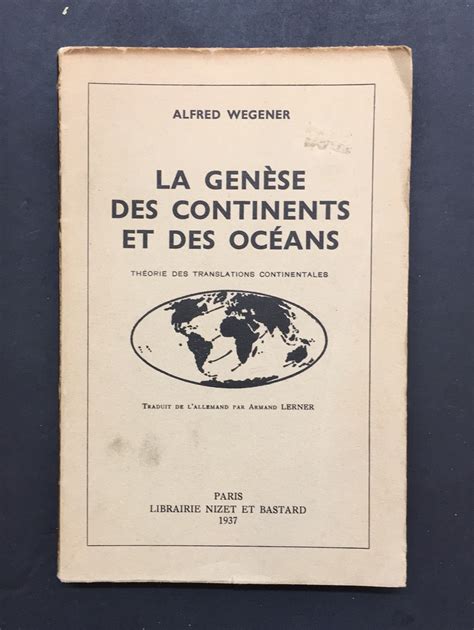 ALFRED WEGENER
LA GENÈSE
DES CONTINENTS
ET DES OCÉANS
THÉORIE DES TRANSLATIONS CONTINENTALES
TRADUIT DE L'ALLEMAND PAR ARMAND LERNER
PARIS
LIBRAIRIE NIZET ET BASTARD
1937